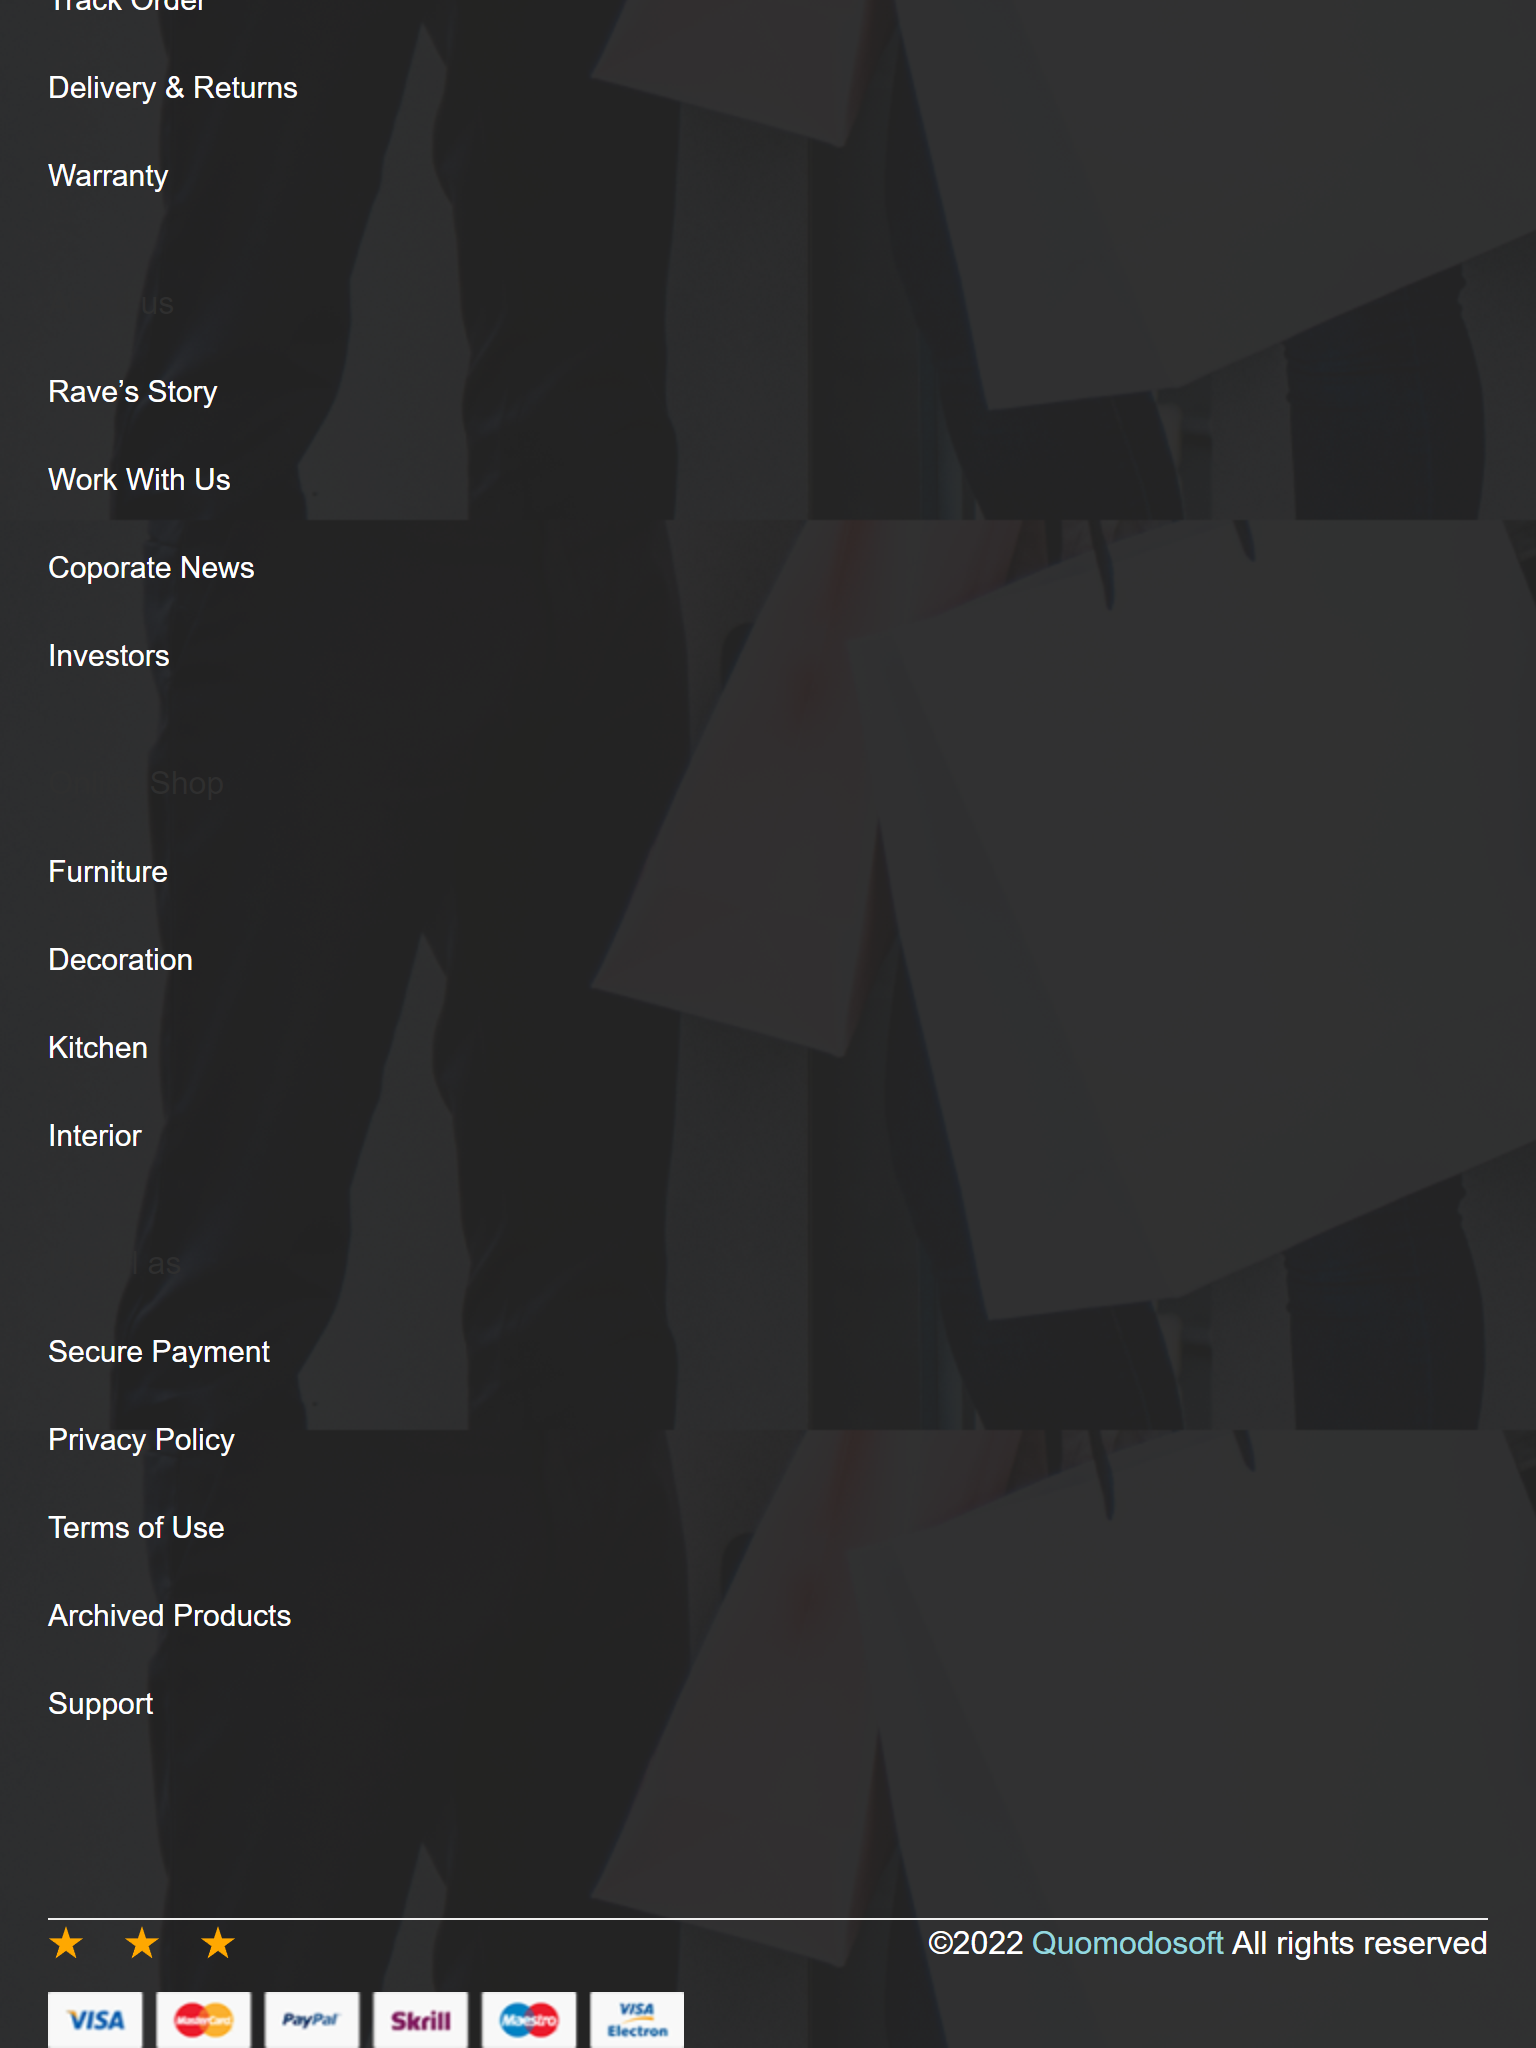 Track Order
Delivery & Returns
Warranty
us
Rave’s Story
Work With Us
Coporate News
Investors
Shop
Furniture
Decoration
Kitchen
Interior
as
Secure Payment
Privacy Policy
Terms of Use
Archived Products
Support
©2022 Quomodosoft All rights reserved
VISA MasterCard PayPal Skrill Maestro VISA Electron